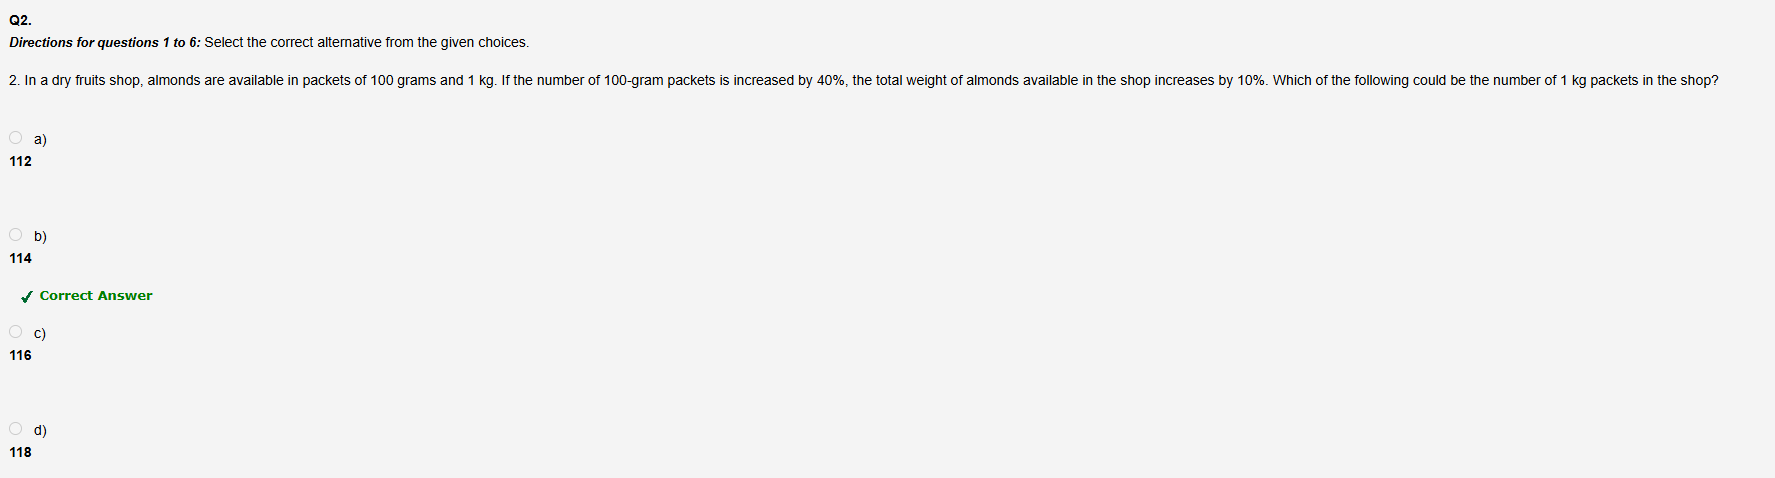 Q2.
Directions for questions 1 to 6: Select the correct alternative from the given choices.
2. In a dry fruits shop, almonds are available in packets of 100 grams and 1 kg. If the number of 100-gram packets is increased by 40%, the total weight of almonds available in the shop increases by 10%. Which of the following could be the number of 1 kg packets in the shop?
a)
112
b)
114
✓ Correct Answer
c)
116
d)
118